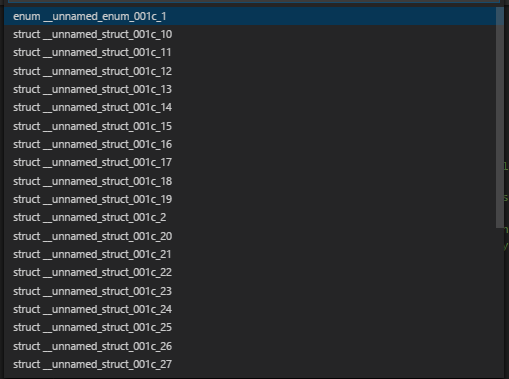 enum __unnamed_enum_001c_1
struct __unnamed_struct_001c_10
struct __unnamed_struct_001c_11
struct __unnamed_struct_001c_12
struct __unnamed_struct_001c_13
struct __unnamed_struct_001c_14
struct __unnamed_struct_001c_15
struct __unnamed_struct_001c_16
struct __unnamed_struct_001c_17
struct __unnamed_struct_001c_18
struct __unnamed_struct_001c_19
struct __unnamed_struct_001c_2
struct __unnamed_struct_001c_20
struct __unnamed_struct_001c_21
struct __unnamed_struct_001c_22
struct __unnamed_struct_001c_23
struct __unnamed_struct_001c_24
struct __unnamed_struct_001c_25
struct __unnamed_struct_001c_26
struct __unnamed_struct_001c_27